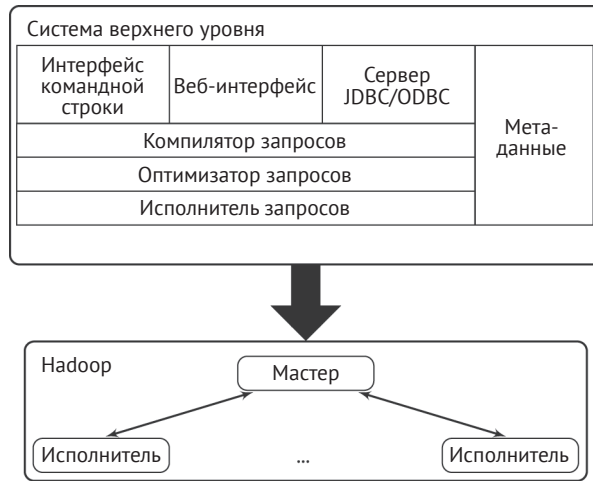 Система верхнего уровня
Интерфейс
командной
строки
Веб-интерфейс
Сервер
JDBC/ODBC
Мета-
данные
Компилятор запросов
Оптимизатор запросов
Исполнитель запросов
Hadoop
Мастер
Исполнитель
...
Исполнитель